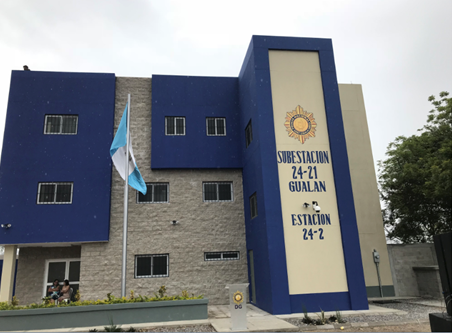 SUBESTACION
24-21
GUALAN
ESTACION
24-2